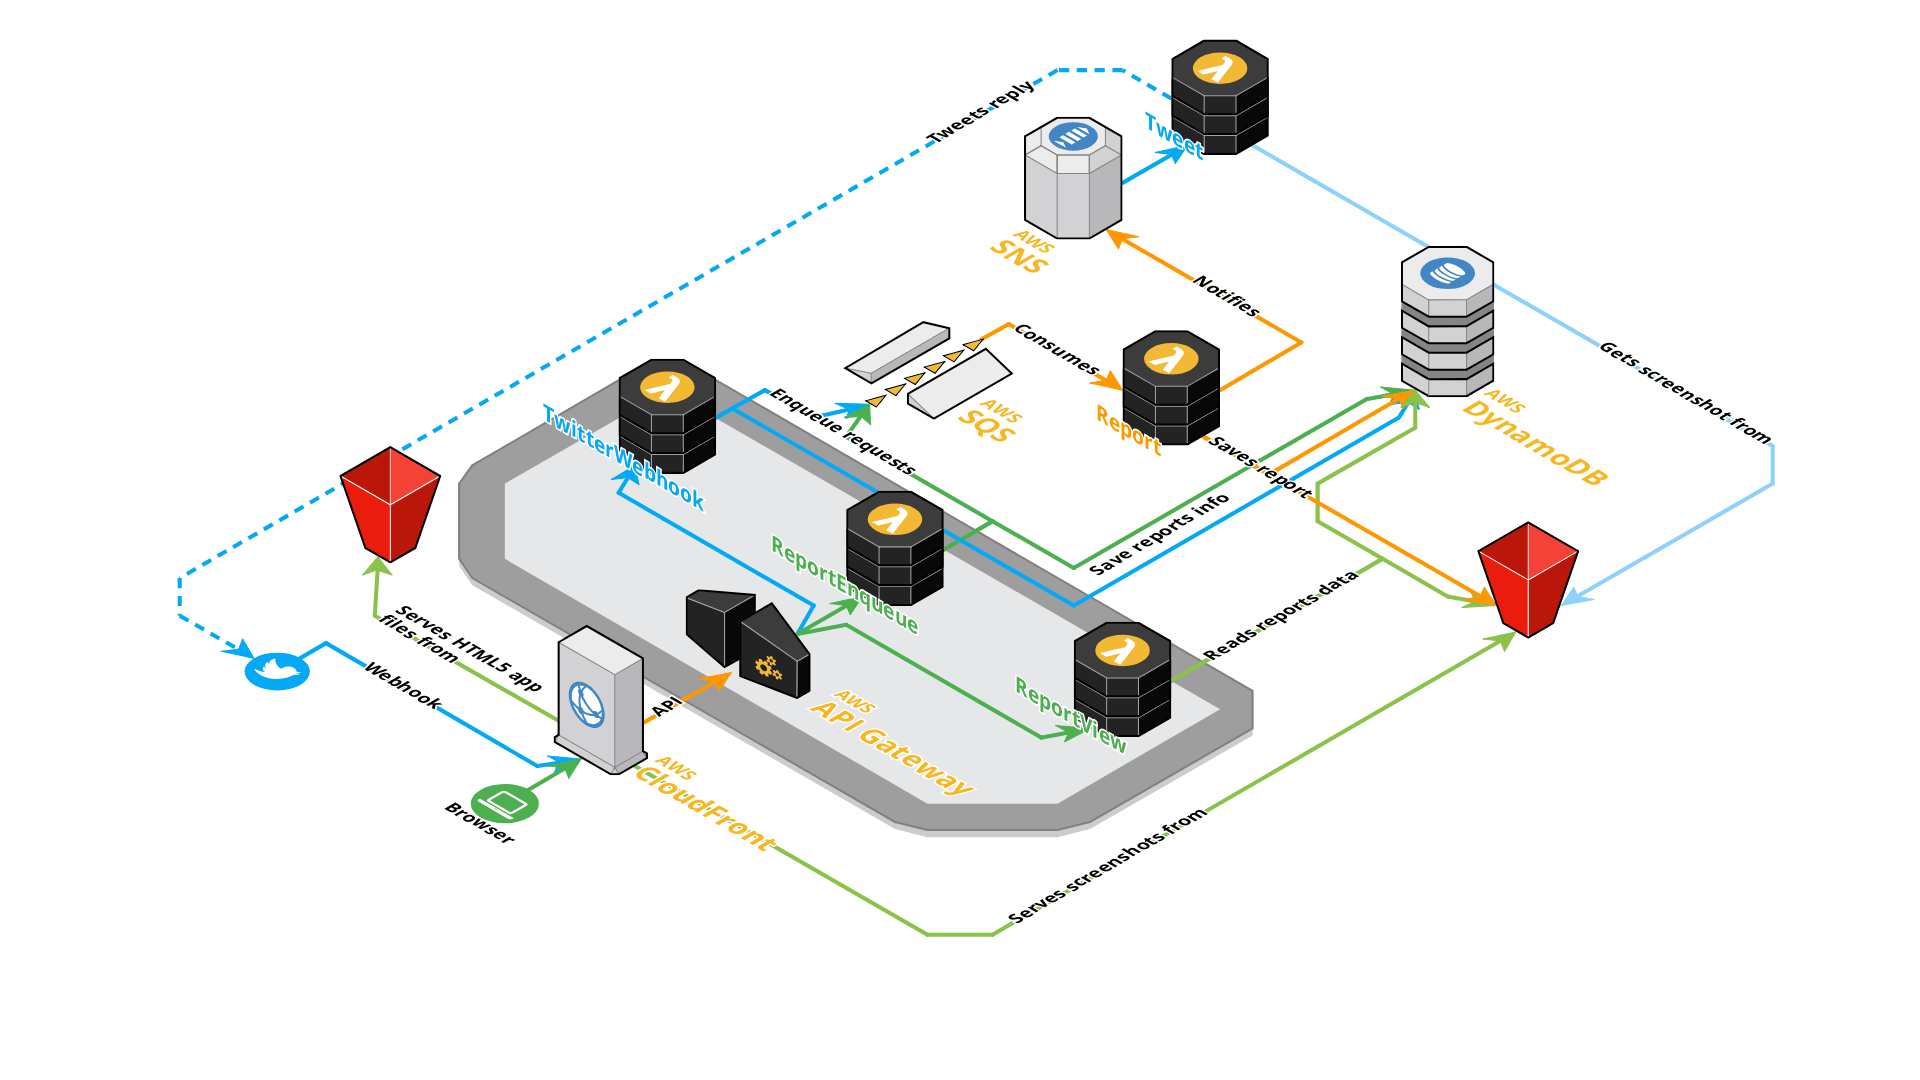 Tweets reply
Tweet
AWS
SNS
Notifies
Consumes
AWS
SQS
Report
Gets screenshot from
AWS
DynamoDB
Enqueue requests
TwitterWebhook
Saves report
Save reports info
ReportEnqueue
Reads reports data
Serves HTML5 app
files from
Webhook
API
ReportView
AWS
API Gateway
AWS
CloudFront
Browser
Serves screenshots from